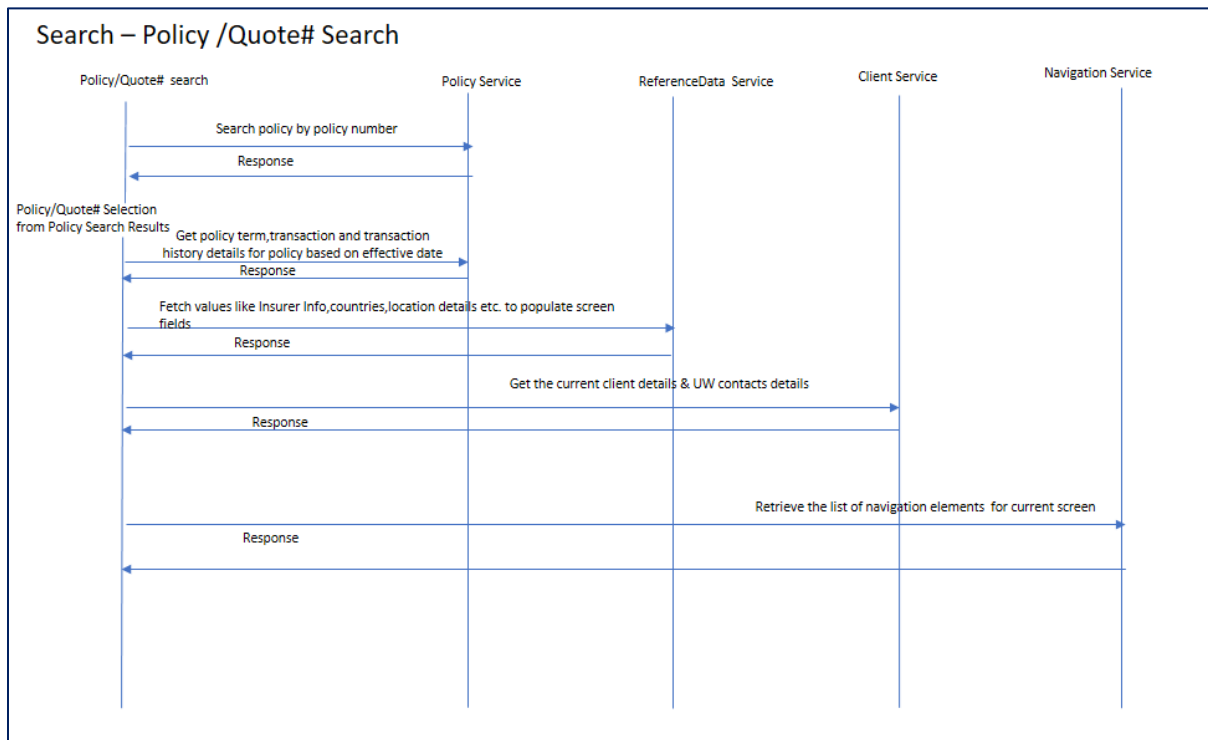 Search – Policy /Quote# Search
Policy/Quote#  search
Policy Service
ReferenceData  Service
Client Service
Navigation Service
Search policy by policy number
Response
Policy/Quote# Selection
from Policy Search Results
Get policy term,transaction and transaction
history details for policy based on effective date
Response
Fetch values like Insurer Info,countries,location details etc. to populate screen
fields
Response
Get the current client details & UW contacts details
Response
Retrieve the list of navigation elements  for current screen
Response